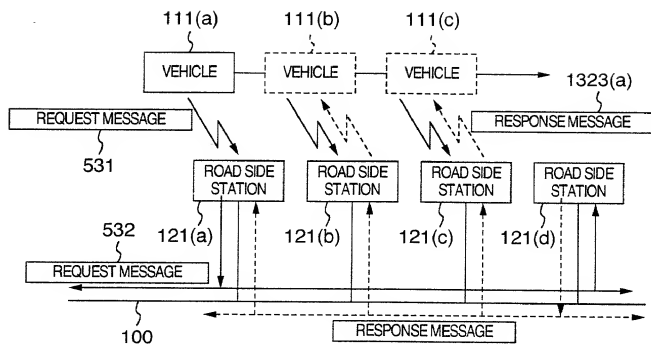 111(a) 111(b) 111(c)
VEHICLE VEHICLE VEHICLE
1323(a)
REQUEST MESSAGE RESPONSE MESSAGE
531
ROAD SIDE STATION
ROAD SIDE STATION
ROAD SIDE STATION
ROAD SIDE STATION
121(a) 121(b) 121(c) 121(d)
532
REQUEST MESSAGE
100
RESPONSE MESSAGE